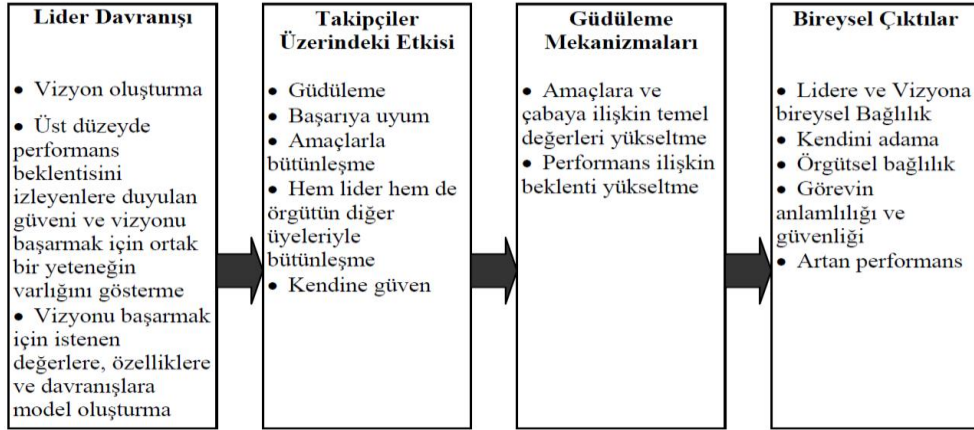 Lider Davranışı
• Vizyon oluşturma
• Üst düzeyde
performans
beklentisini
izleyenlere duyulan
güveni ve vizyonu
başarmak için ortak
bir yeteneğin
varlığını gösterme
• Vizyonu başarmak
için istenen
değerlere, özelliklere
ve davranışlara
model oluşturma
Takipçiler
Üzerindeki Etkisi
• Güdüleme
• Başarıya uyum
• Amaçlarla
bütünleşme
• Hem lider hem de
örgütün diğer
üyeleriyle
bütünleşme
• Kendine güven
Güdüleme
Mekanizmaları
• Amaçlara ve
çabaya ilişkin temel
değerleri yükseltme
• Performans ilişkin
beklenti yükseltme
Bireysel Çıktılar
• Lidere ve Vizyona
bireysel Bağlılık
• Kendini adama
• Örgütsel bağlılık
• Görevin
anlamlılığı ve
güvenliği
• Artan performans